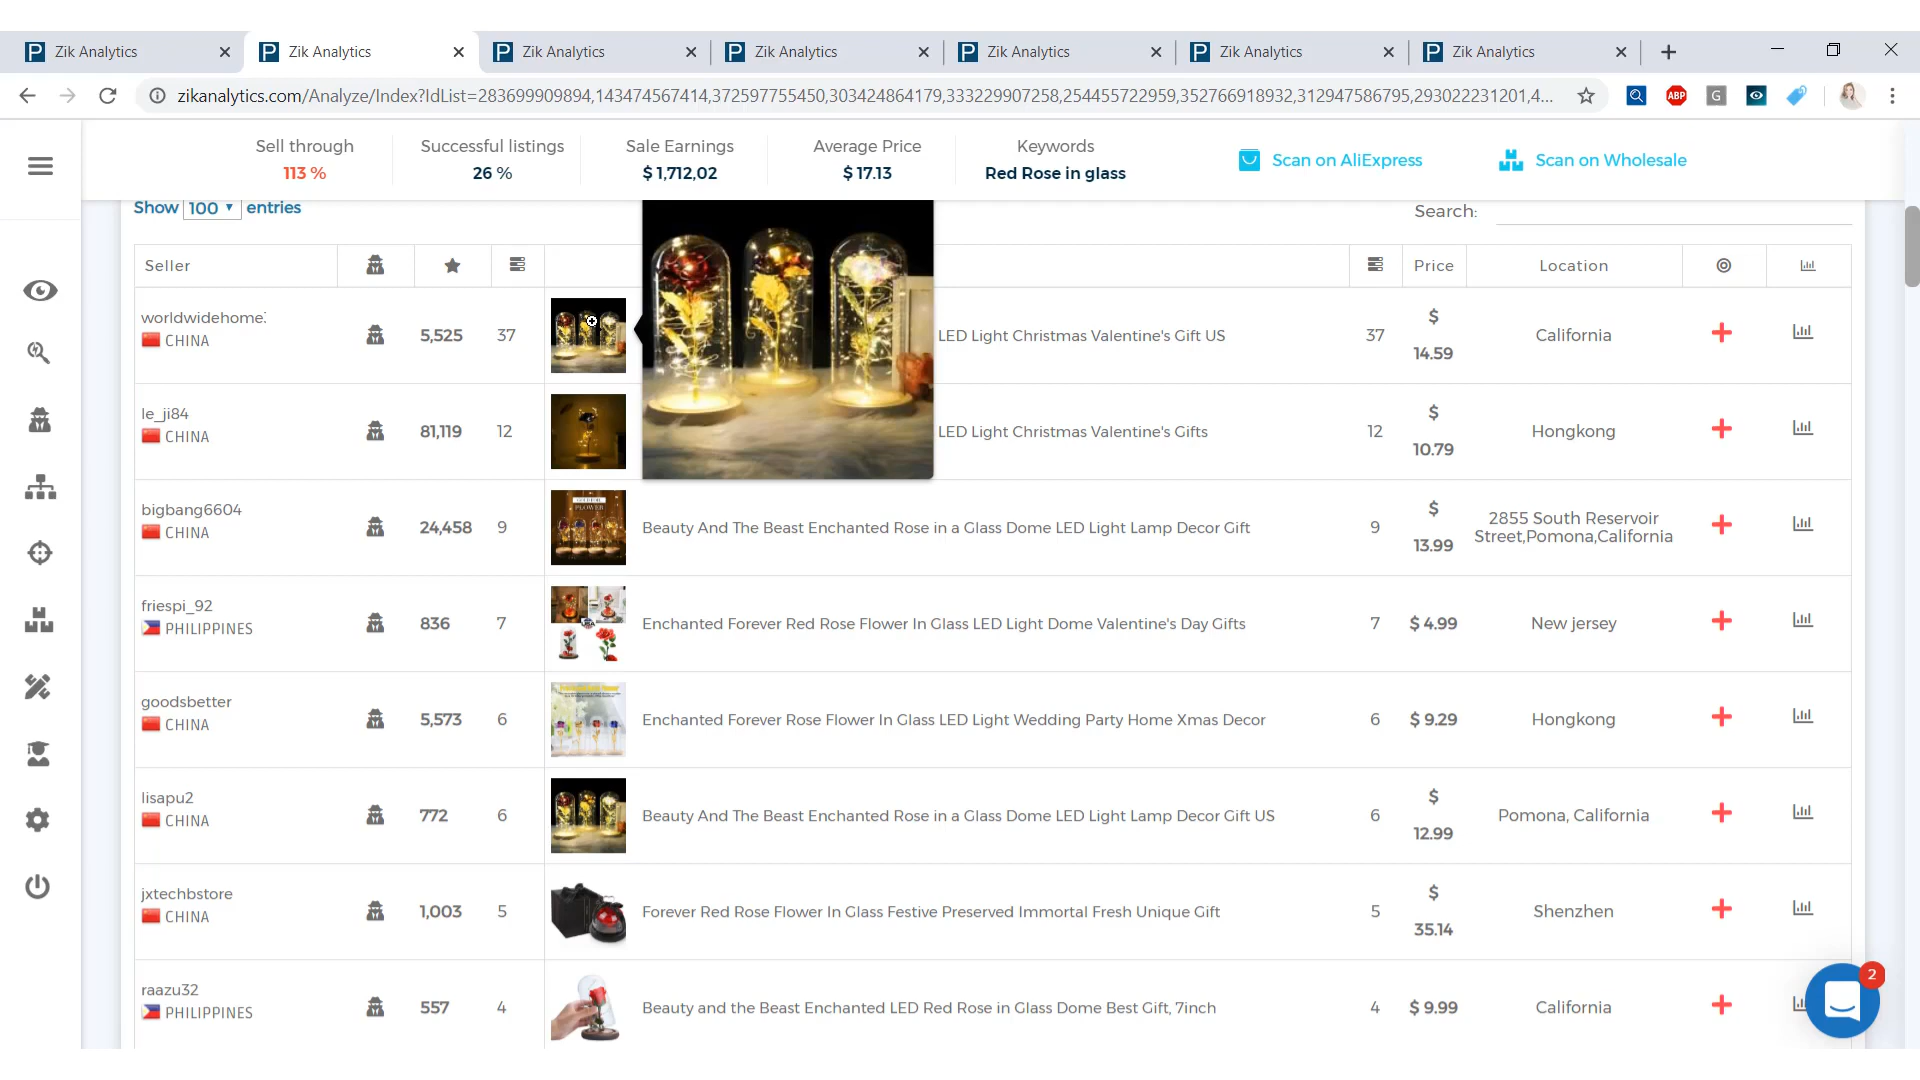 Zik Analytics
Zik Analytics
Zik Analytics
Zik Analytics
Zik Analytics
Zik Analytics
Zik Analytics
zikanalytics.com/Analyze/Index?IdList=283699909894,143474567414,372597755450,303424864179,333229907258,254455722959,352766918932,312947586795,293022231201,4...
ABP
G
Sell through
113 %
Successful listings
26 %
Sale Earnings
$ 1,712,02
Average Price
$ 17.13
Keywords
Red Rose in glass
Scan on AliExpress
Scan on Wholesale
Show 100 entries
Search:
Seller
Price
Location
worldwidehome
CHINA
5,525
37
LED Light Christmas Valentine's Gift US
37
$
14.59
California
le_ji84
CHINA
81,119
12
LED Light Christmas Valentine's Gifts
12
$
10.79
Hongkong
bigbang6604
CHINA
24,458
9
FLOWER
Beauty And The Beast Enchanted Rose in a Glass Dome LED Light Lamp Decor Gift
9
$
13.99
2855 South Reservoir
Street,Pomona,California
friespi_92
PHILIPPINES
836
7
Enchanted Forever Red Rose Flower In Glass LED Light Dome Valentine's Day Gifts
7
$ 4.99
New jersey
goodsbetter
CHINA
5,573
6
Enchanted Forever Rose Flower In Glass LED Light Wedding Party Home Xmas Decor
6
$ 9.29
Hongkong
lisapu2
CHINA
772
6
Beauty And The Beast Enchanted Rose in a Glass Dome LED Light Lamp Decor Gift US
6
$
12.99
Pomona, California
jxtechbstore
CHINA
1,003
5
Forever Red Rose Flower In Glass Festive Preserved Immortal Fresh Unique Gift
5
$
35.14
Shenzhen
raazu32
PHILIPPINES
557
4
Beauty and the Beast Enchanted LED Red Rose in Glass Dome Best Gift, 7inch
4
$ 9.99
California
2